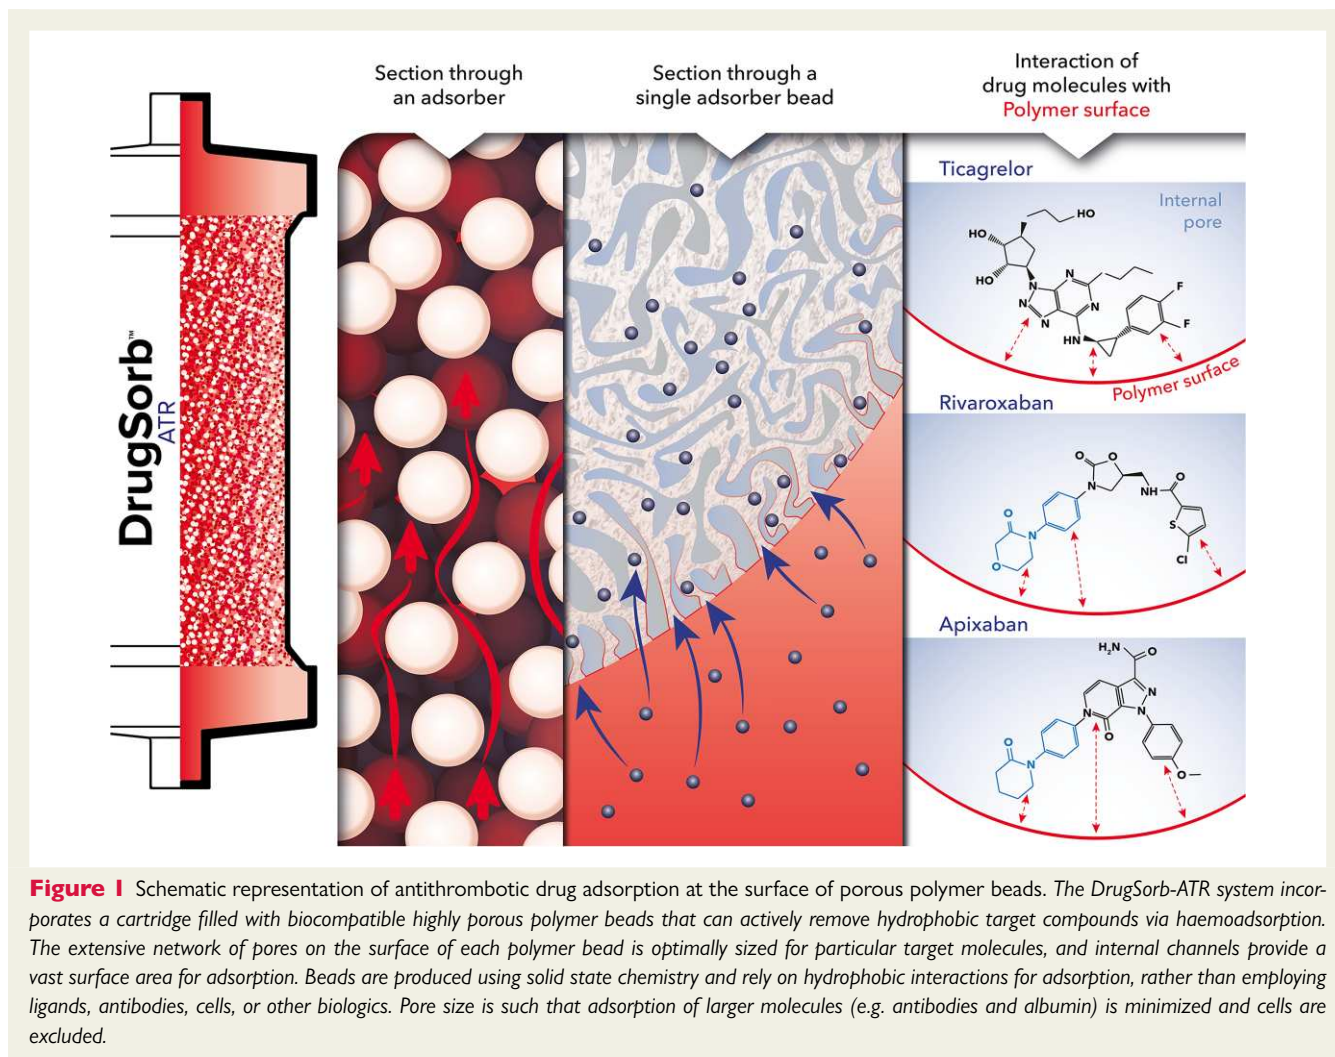 Section through
an adsorber
Section through a
single adsorber bead
Interaction of
drug molecules with
Polymer surface
DrugSorb™
ATR
Ticagrelor
Internal
pore
HO
HO
HO
N
N
N
N
N
N
HN
F
F
Polymer surface
Rivaroxaban
O
O
N
NH
O
S
Cl
O
N
O
Apixaban
H₂N
O
N
N
N
O
O
N
O
Figure 1 Schematic representation of antithrombotic drug adsorption at the surface of porous polymer beads. The DrugSorb-ATR system incor-
porates a cartridge filled with biocompatible highly porous polymer beads that can actively remove hydrophobic target compounds via haemoadsorption.
The extensive network of pores on the surface of each polymer bead is optimally sized for particular target molecules, and internal channels provide a
vast surface area for adsorption. Beads are produced using solid state chemistry and rely on hydrophobic interactions for adsorption, rather than employing
ligands, antibodies, cells, or other biologics. Pore size is such that adsorption of larger molecules (e.g. antibodies and albumin) is minimized and cells are
excluded.